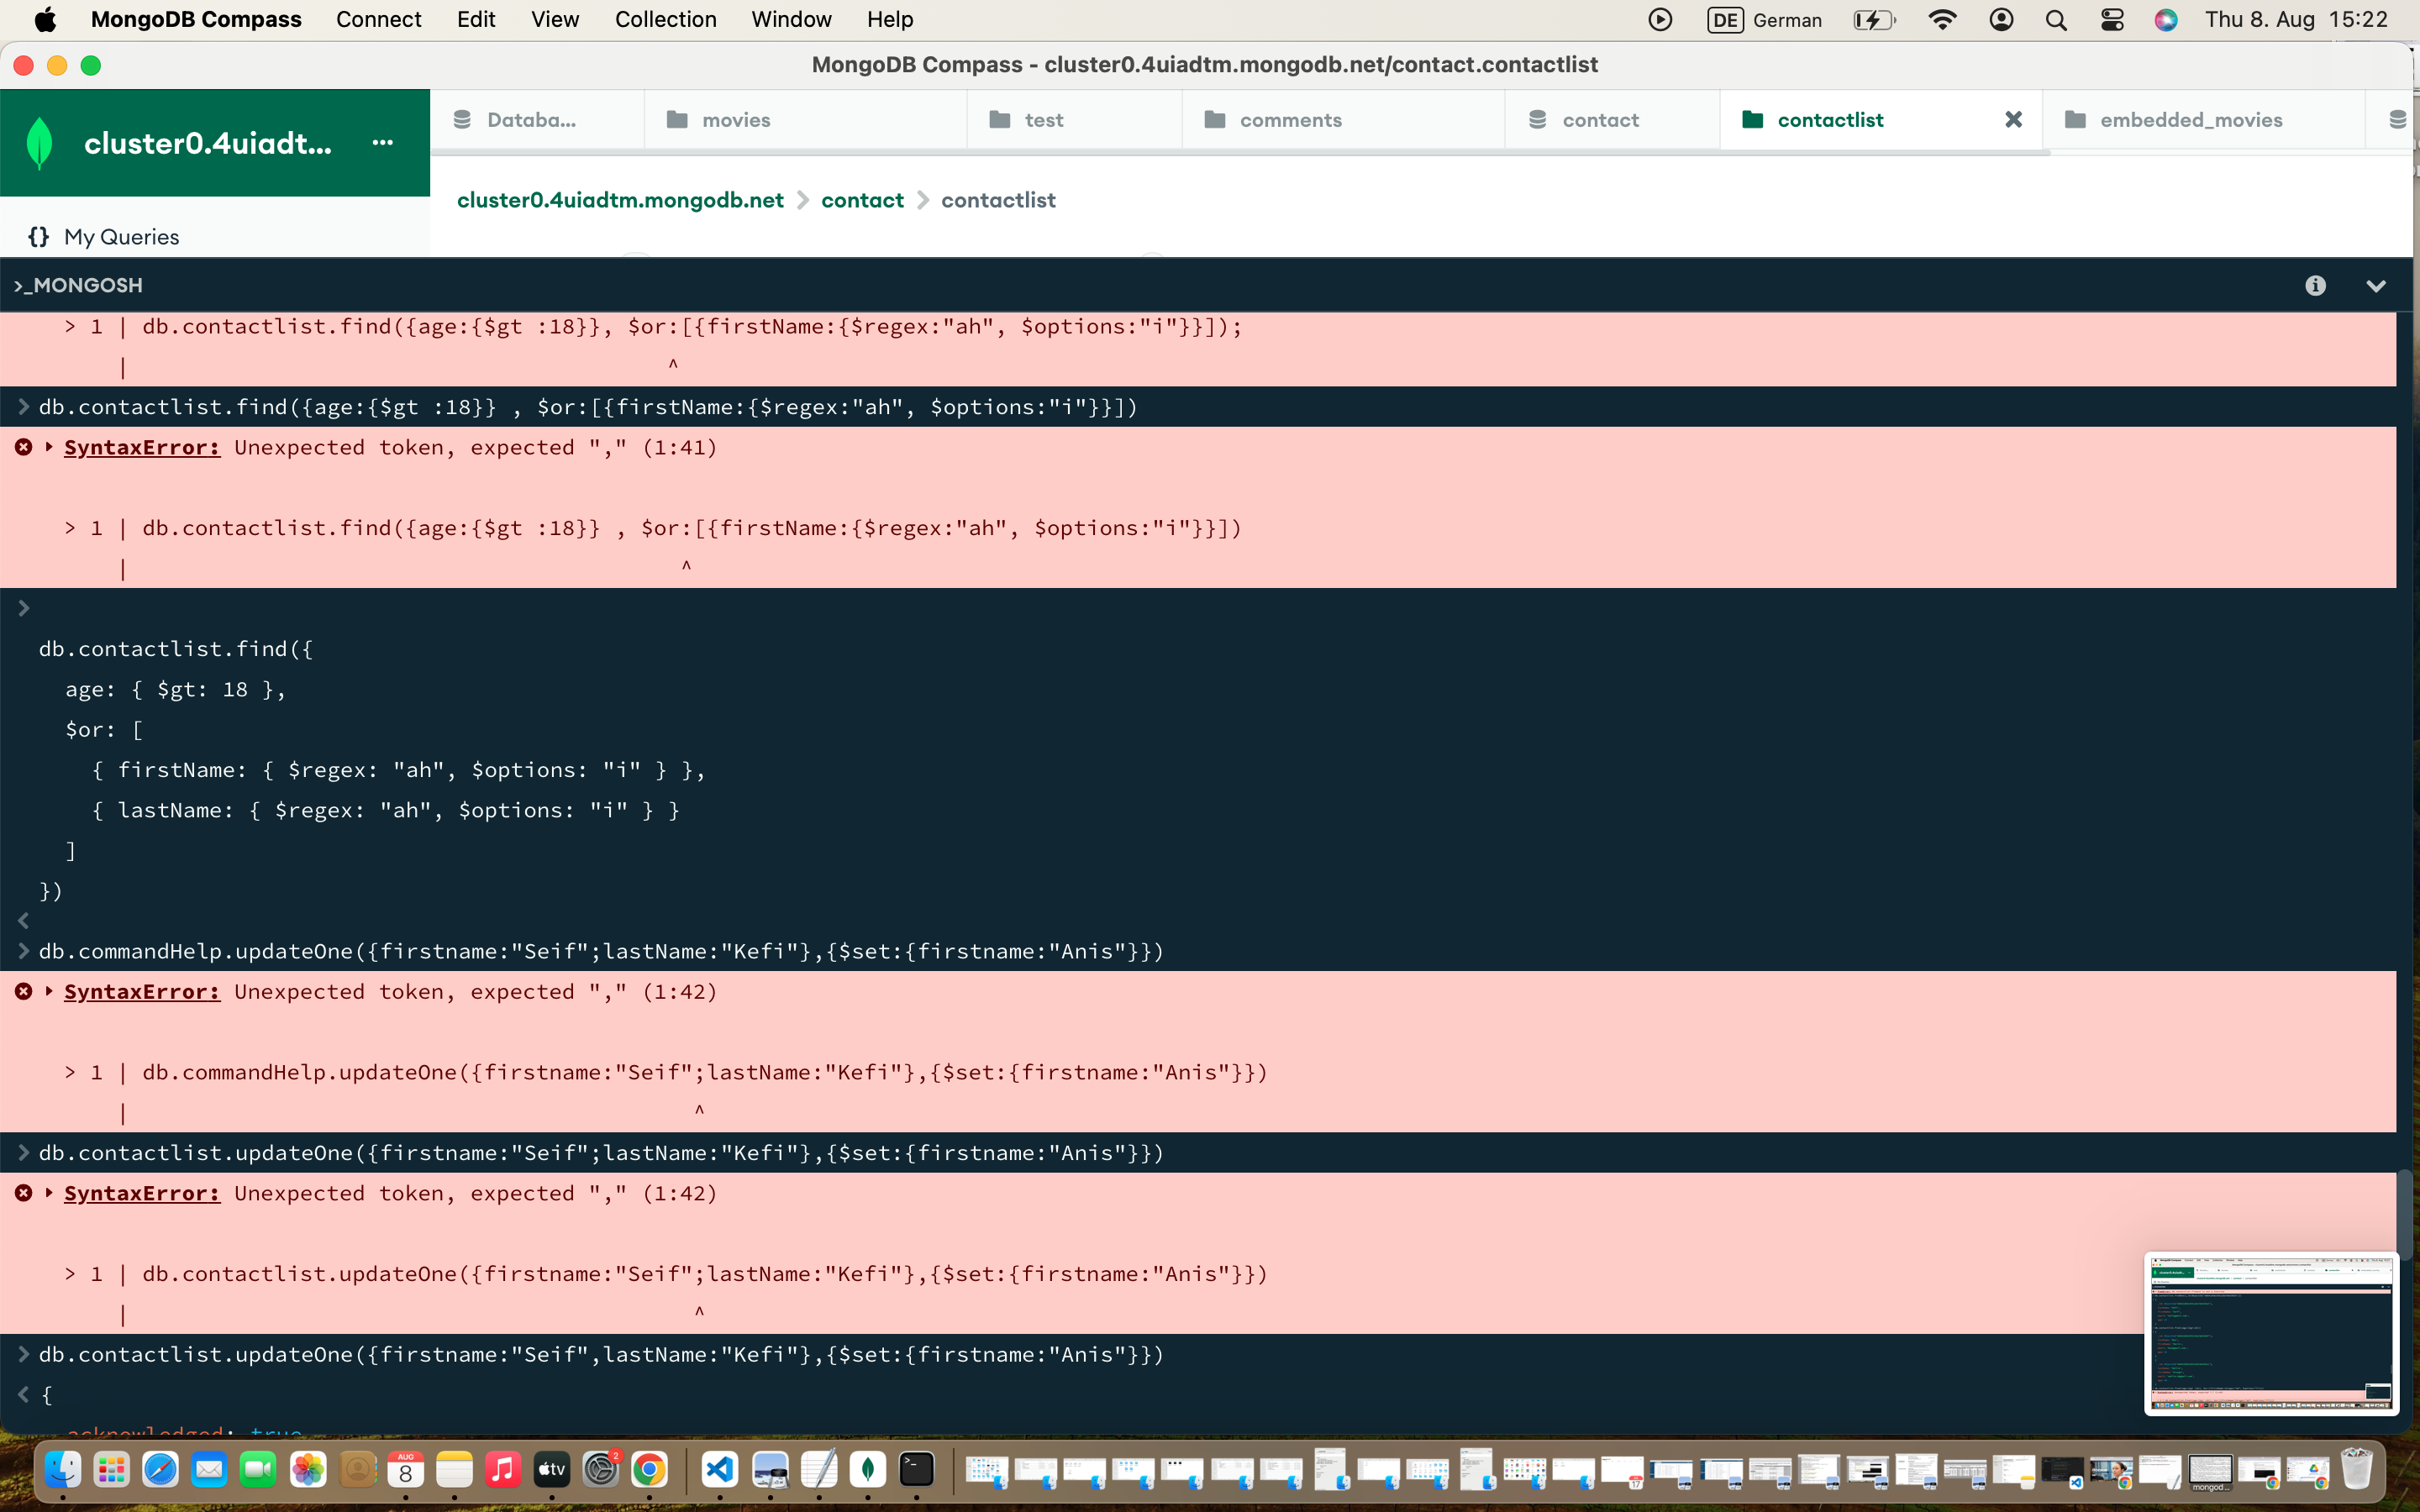 MongoDB Compass Connect Edit View Collection Window Help DE German Thu 8. Aug 15:22
MongoDB Compass - cluster0.4uiadtm.mongodb.net/contact.contactlist
cluster0.4uiadt... ...
Databa... movies test comments contact contactlist embedded_movies
cluster0.4uiadtm.mongodb.net > contact > contactlist
{} My Queries
>_MONGOSH
> 1 | db.contactlist.find({age:{$gt :18}}, $or:[{firstName:{$regex:"ah", $options:"i"}}]);
| ^
> db.contactlist.find({age:{$gt :18}} , $or:[{firstName:{$regex:"ah", $options:"i"}}])
SyntaxError: Unexpected token, expected "," (1:41)
> 1 | db.contactlist.find({age:{$gt :18}} , $or:[{firstName:{$regex:"ah", $options:"i"}}])
| ^
>
db.contactlist.find({
age: { $gt: 18 },
$or: [
{ firstName: { $regex: "ah", $options: "i" } },
{ lastName: { $regex: "ah", $options: "i" } }
]
})
<
> db.commandHelp.updateOne({firstname:"Seif";lastName:"Kefi"},{$set:{firstname:"Anis"}})
SyntaxError: Unexpected token, expected "," (1:42)
> 1 | db.commandHelp.updateOne({firstname:"Seif";lastName:"Kefi"},{$set:{firstname:"Anis"}})
| ^
> db.contactlist.updateOne({firstname:"Seif";lastName:"Kefi"},{$set:{firstname:"Anis"}})
SyntaxError: Unexpected token, expected "," (1:42)
> 1 | db.contactlist.updateOne({firstname:"Seif";lastName:"Kefi"},{$set:{firstname:"Anis"}})
| ^
> db.contactlist.updateOne({firstname:"Seif",lastName:"Kefi"},{$set:{firstname:"Anis"}})
< {
acknowledged: true
AUG
8
tv
2
17
mongod...